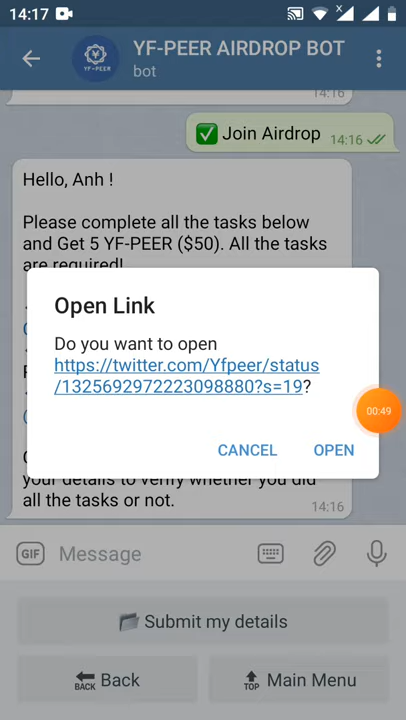 14:17
YF-PEER AIRDROP BOT
bot
YF-PEER
14:16
✅ Join Airdrop 14:16
Hello, Anh !
Please complete all the tasks below
and Get 5 YF-PEER ($50). All the tasks
are required!
Open Link
Do you want to open
https://twitter.com/Yfpeer/status
/1325692972223098880?s=19?
00:49
CANCEL
OPEN
your details to verify whether you did
all the tasks or not.
14:16
GIF
Message
Submit my details
BACK Back
TOP Main Menu